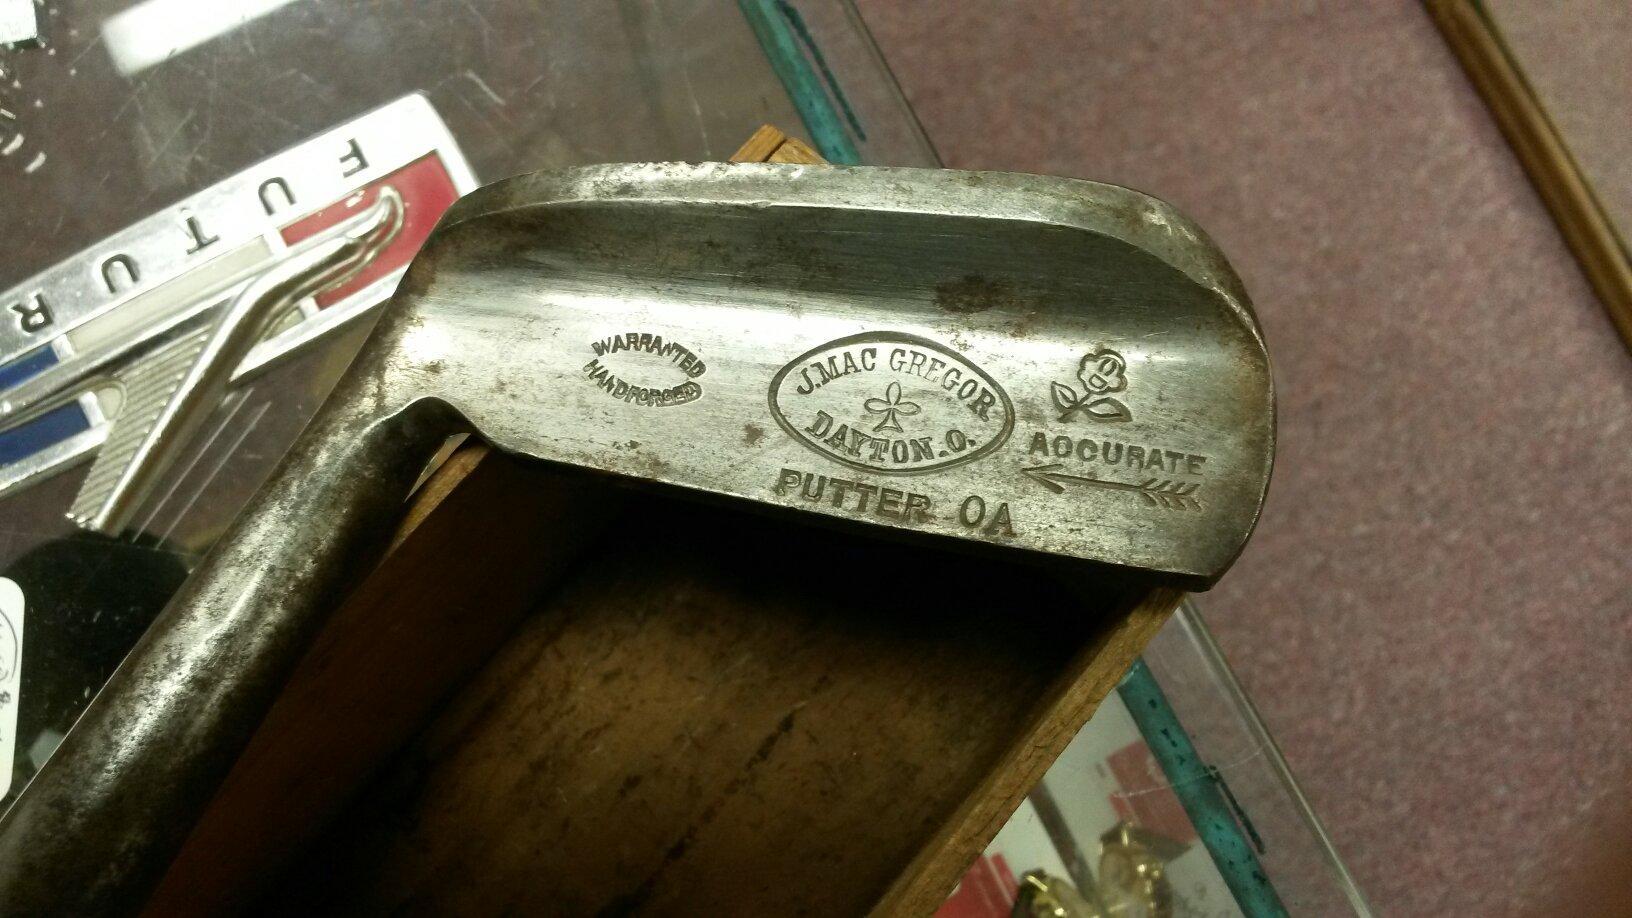 FUTUR
WARRANTED
HANDFORGED
J.MAC GREGOR
DAYTON.O.
PUTTER OA
ACCURATE